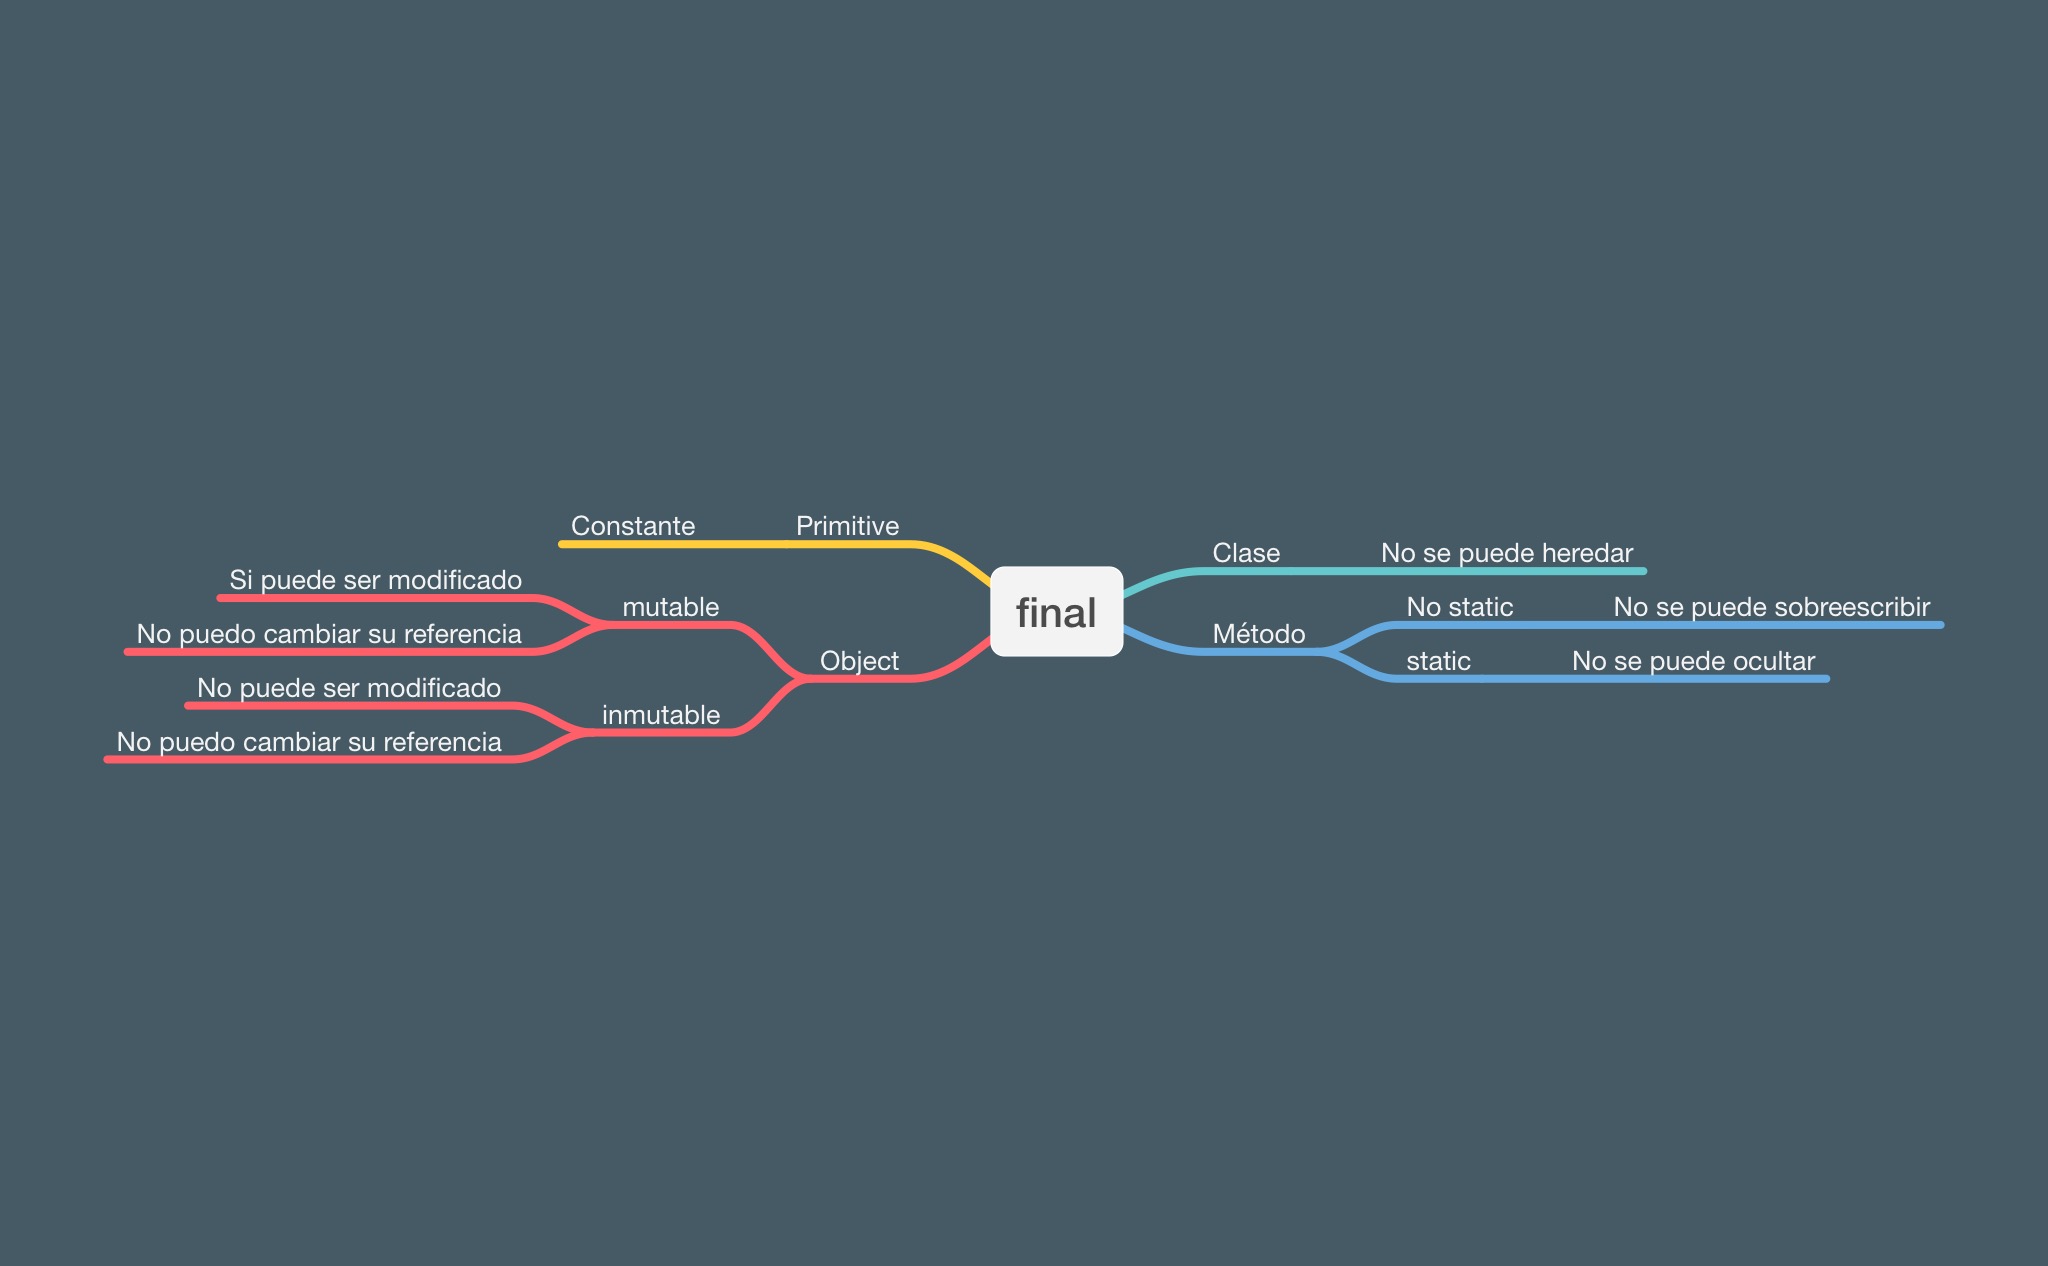 final
Primitive
Constante
Object
mutable
Si puede ser modificado
No puedo cambiar su referencia
inmutable
No puede ser modificado
No puedo cambiar su referencia
Clase
No se puede heredar
Método
No static
No se puede sobreescribir
static
No se puede ocultar